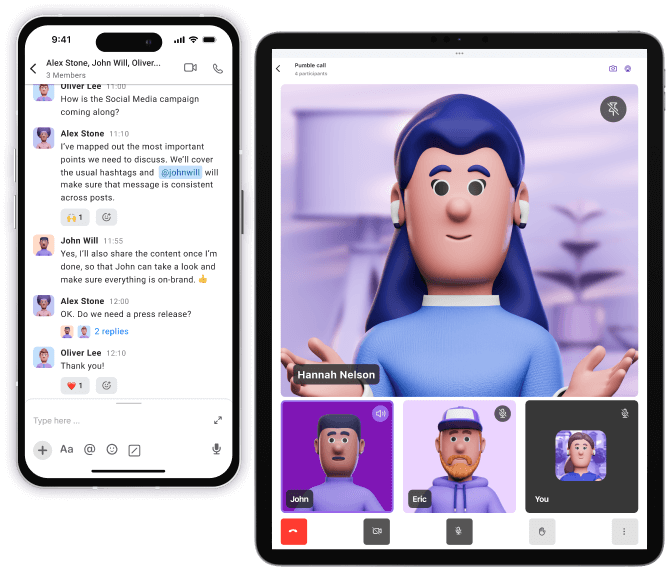 9:41
Alex Stone, John Will, Oliver...
3 Members
Oliver Lee 11:00
How is the Social Media campaign
coming along?
Alex Stone 11:10
I've mapped out the most important
points we need to discuss. We'll cover
the usual hashtags and @johnwill will
make sure that message is consistent
across posts.
🙌 1
John Will 11:55
Yes, I'll also share the content once I'm
done, so that John can take a look and
make sure everything is on-brand. 👍
Alex Stone 12:00
OK. Do we need a press release?
2 replies
Oliver Lee 12:10
Thank you!
❤️ 1
Type here ...
Aa @
Pumble call
4 participants
Hannah Nelson
John
Eric
You